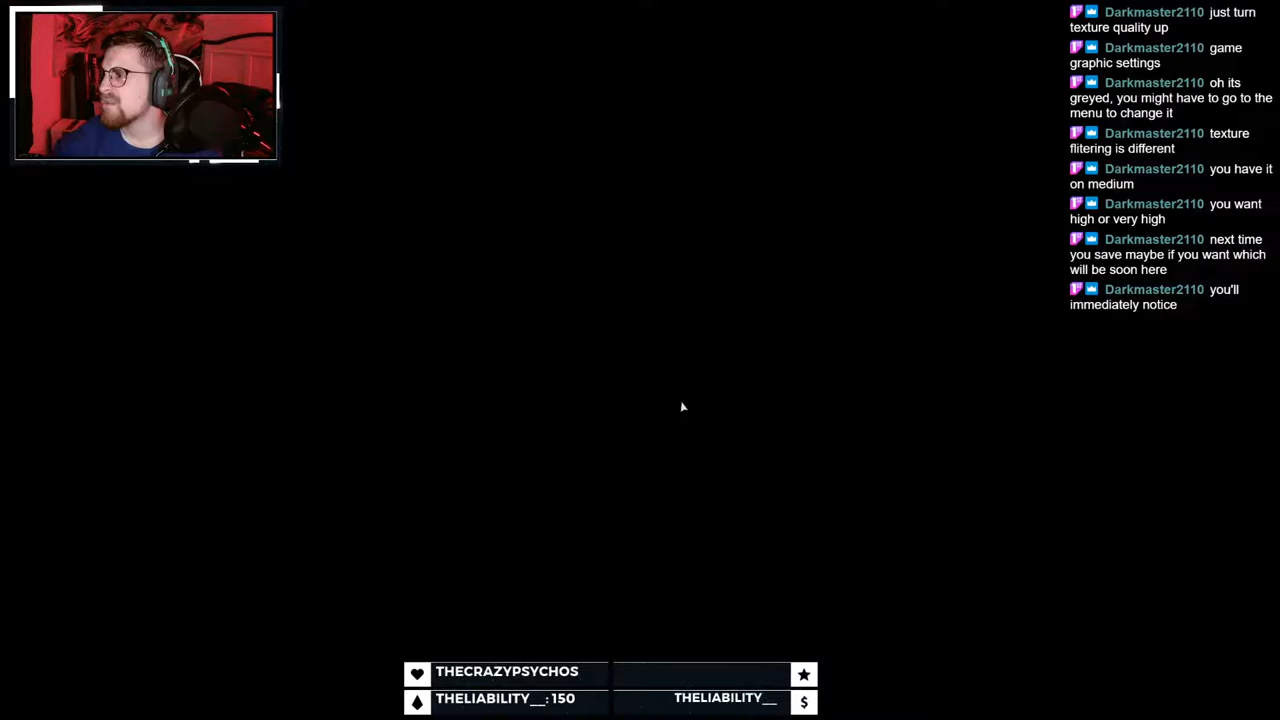 Darkmaster2110 just turn
texture quality up
Darkmaster2110 game
graphic settings
Darkmaster2110 oh its
greyed, you might have to go to the
menu to change it
Darkmaster2110 texture
flitering is different
Darkmaster2110 you have it
on medium
Darkmaster2110 you want
high or very high
Darkmaster2110 next time
you save maybe if you want which
will be soon here
Darkmaster2110 you'll
immediately notice
THECRAZYPSYCHOS
THELIABILITY__: 150
THELIABILITY__
$